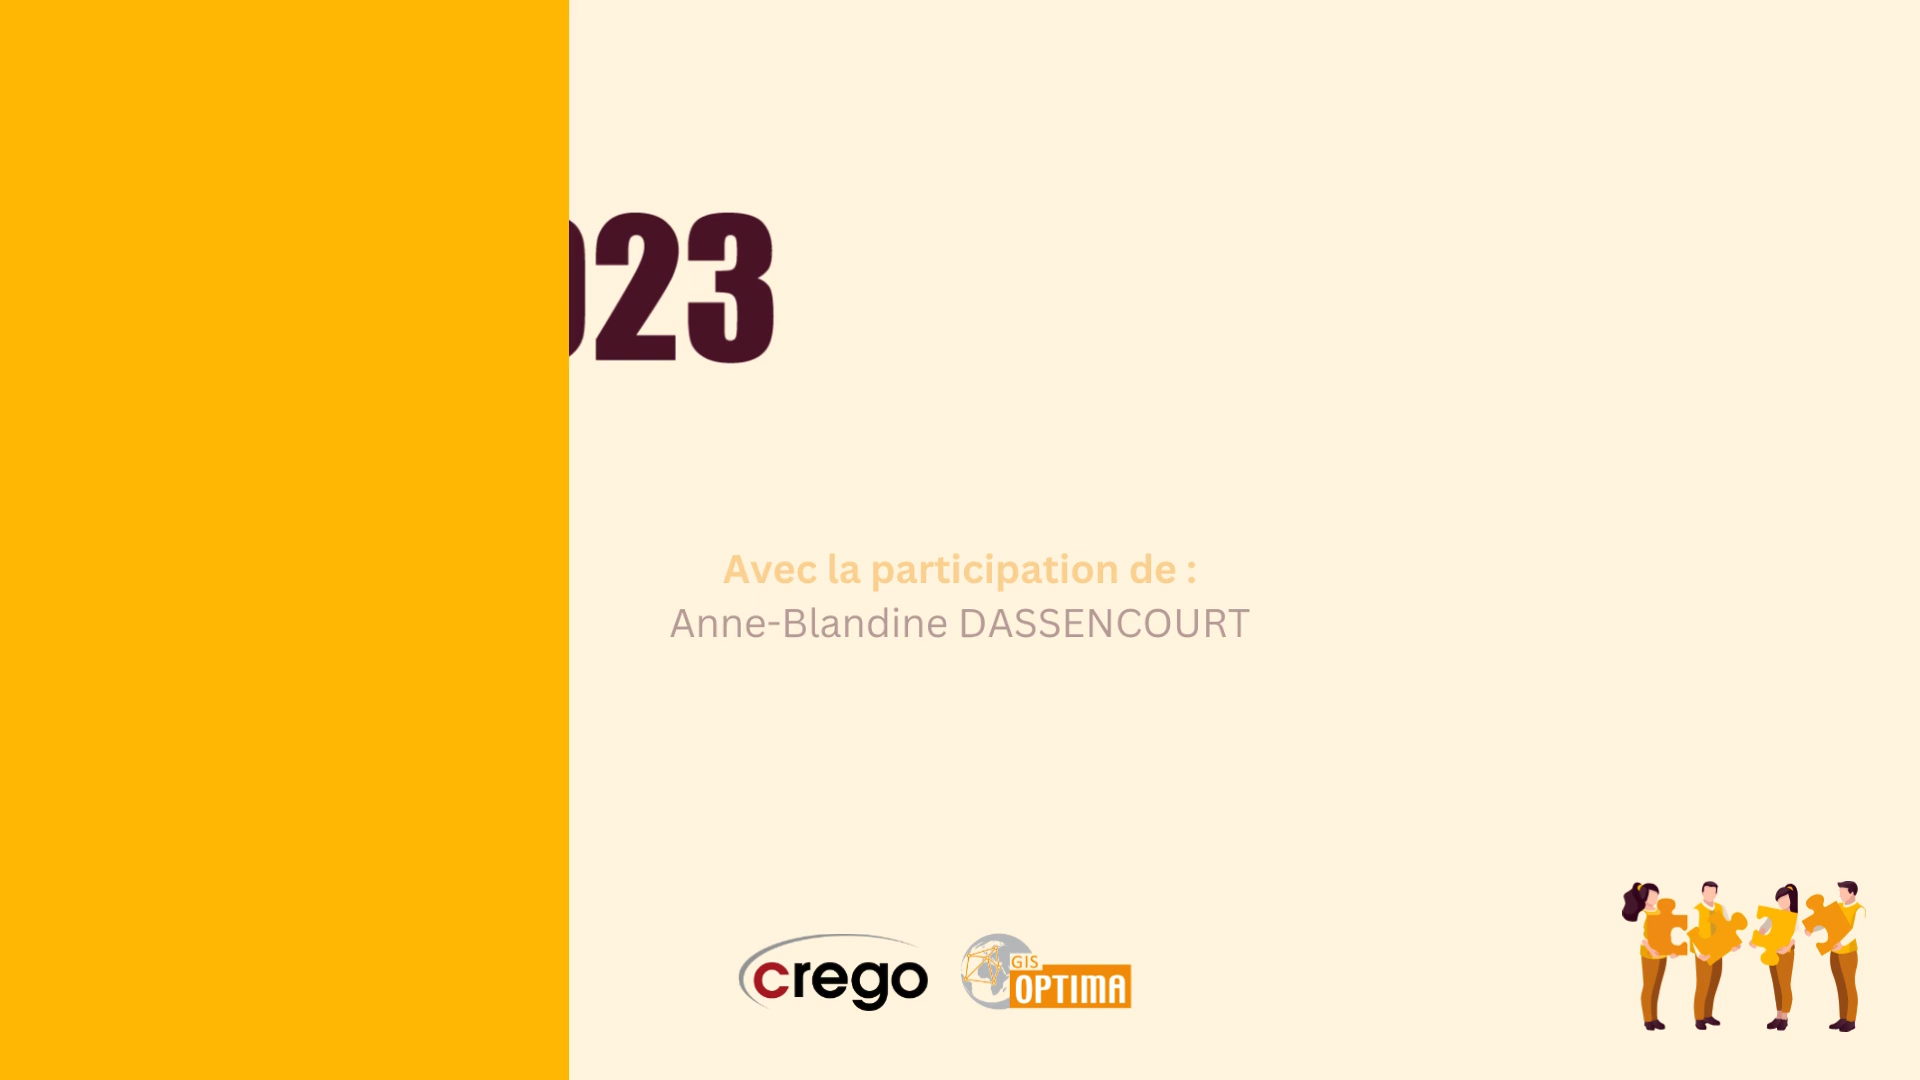 023
Avec la participation de :
Anne-Blandine DASSENCOURT
crego
GIS
OPTIMA